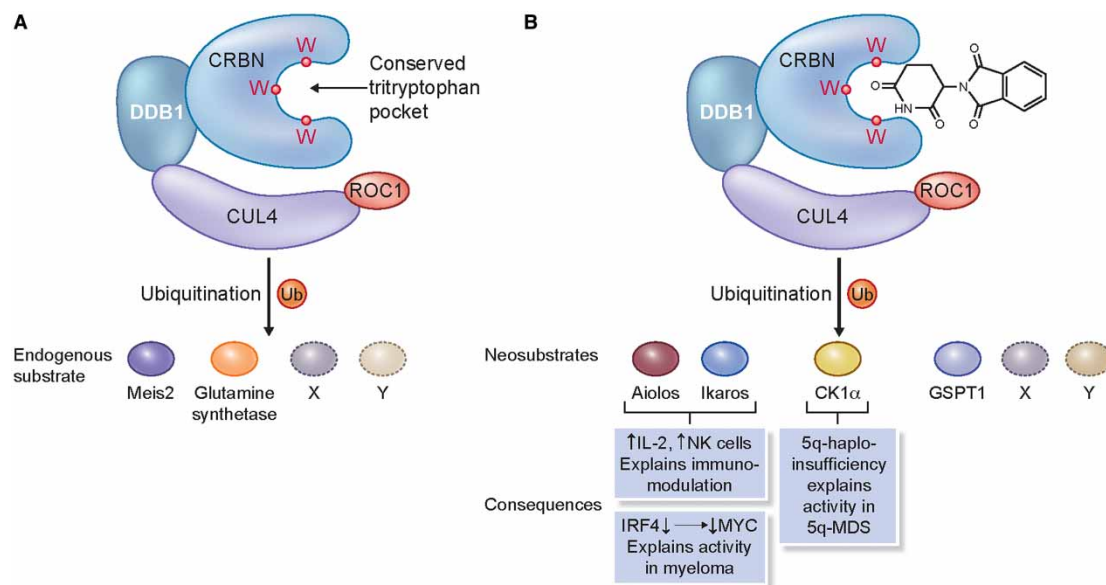 A
CRBN
W
W
W
DDB1
Conserved
tritryptophan
pocket
ROC1
CUL4
Ubiquitination
Ub
Endogenous
substrate
Meis2
Glutamine
synthetase
X
Y
B
CRBN
W
W
W
DDB1
O
N
O
O
HN
O
ROC1
CUL4
Ubiquitination
Ub
Neosubstrates
Aiolos
Ikaros
CK1α
GSPT1
X
Y
Consequences
↑IL-2, ↑NK cells
Explains immuno-
modulation
IRF4↓ → ↓MYC
Explains activity
in myeloma
5q-haplo-
insufficiency
explains
activity in
5q-MDS